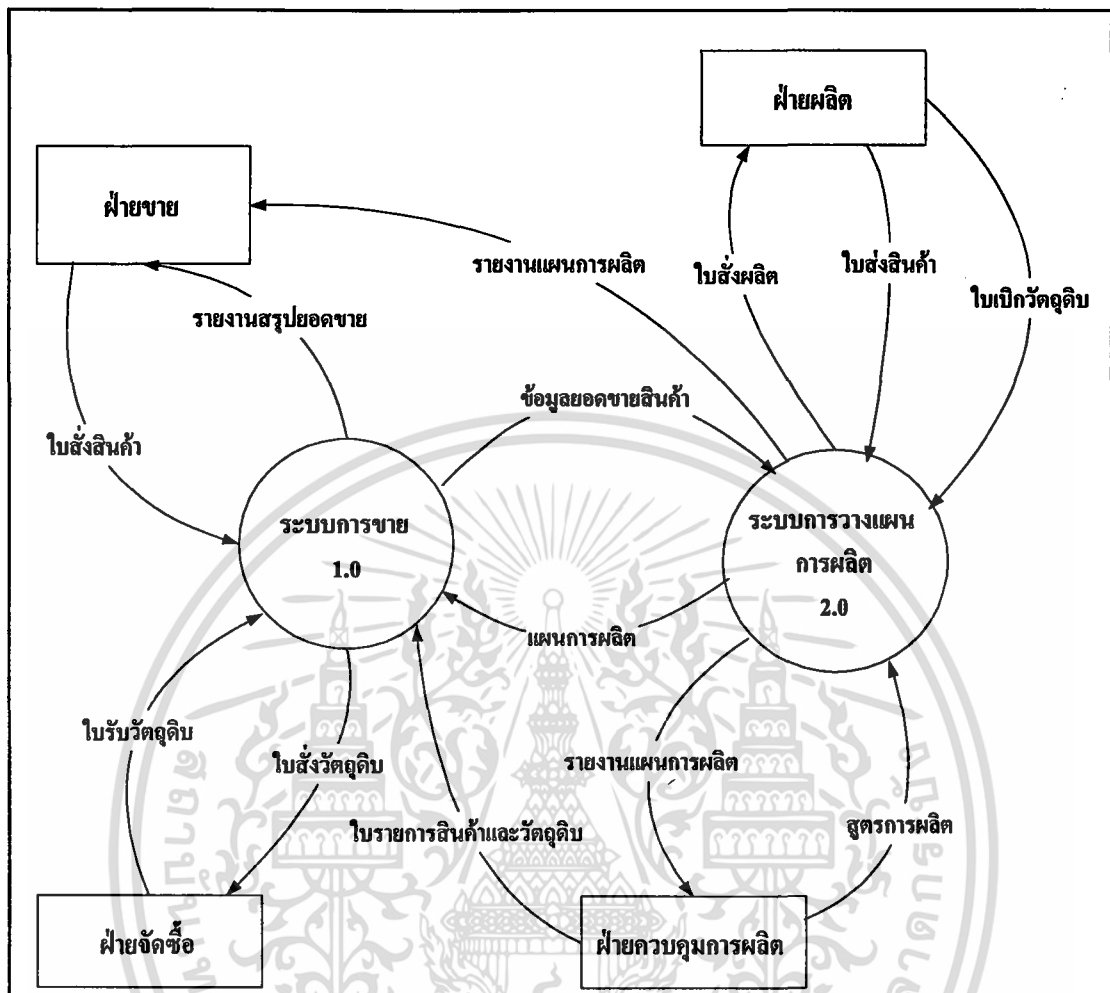 ฝ่ายผลิต
ฝ่ายขาย
รายงานแผนการผลิต
ใบสั่งผลิต
ใบส่งสินค้า
ใบเบิกวัตถุดิบ
รายงานสรุปยอดขาย
ข้อมูลยอดขายสินค้า
ใบสั่งสินค้า
ระบบการขาย
1.0
ระบบการวางแผน
การผลิต
2.0
แผนการผลิต
ใบรับวัตถุดิบ
ใบสั่งวัตถุดิบ
รายงานแผนการผลิต
ใบรายการสินค้าและวัตถุดิบ
สูตรการผลิต
ฝ่ายจัดซื้อ
ฝ่ายควบคุมการผลิต